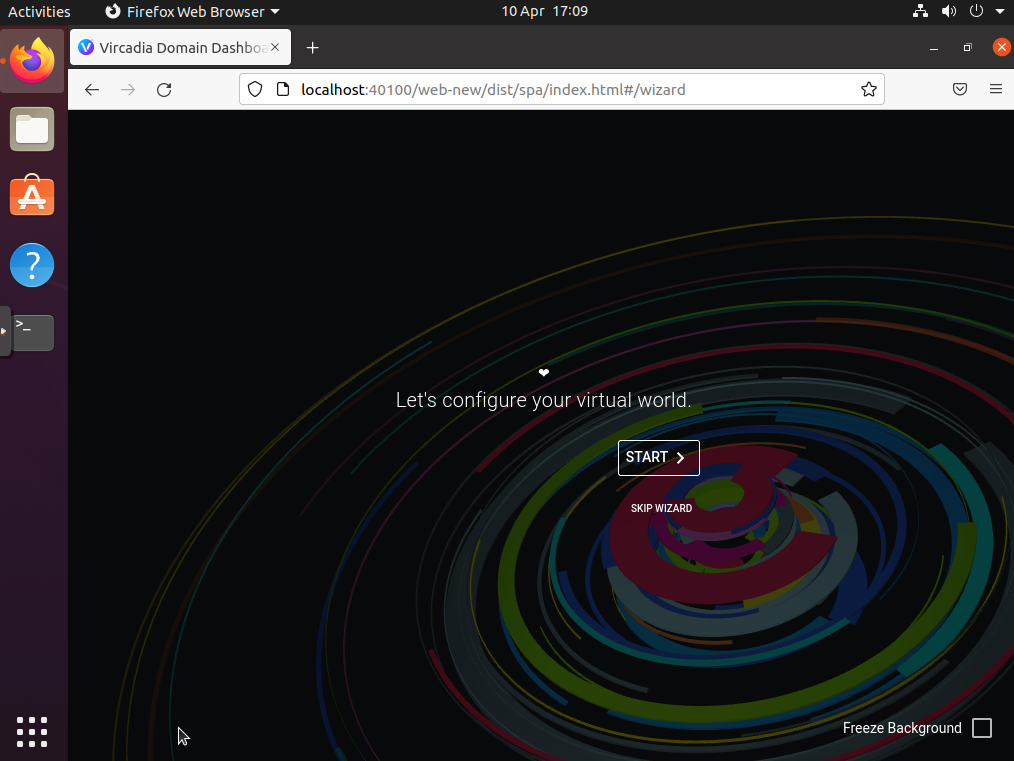 Activities
Firefox Web Browser
10 Apr 17:09
Vircadia Domain Dashboa
localhost:40100/web-new/dist/spa/index.html#/wizard
?
>_
Let's configure your virtual world.
START
SKIP WIZARD
Freeze Background